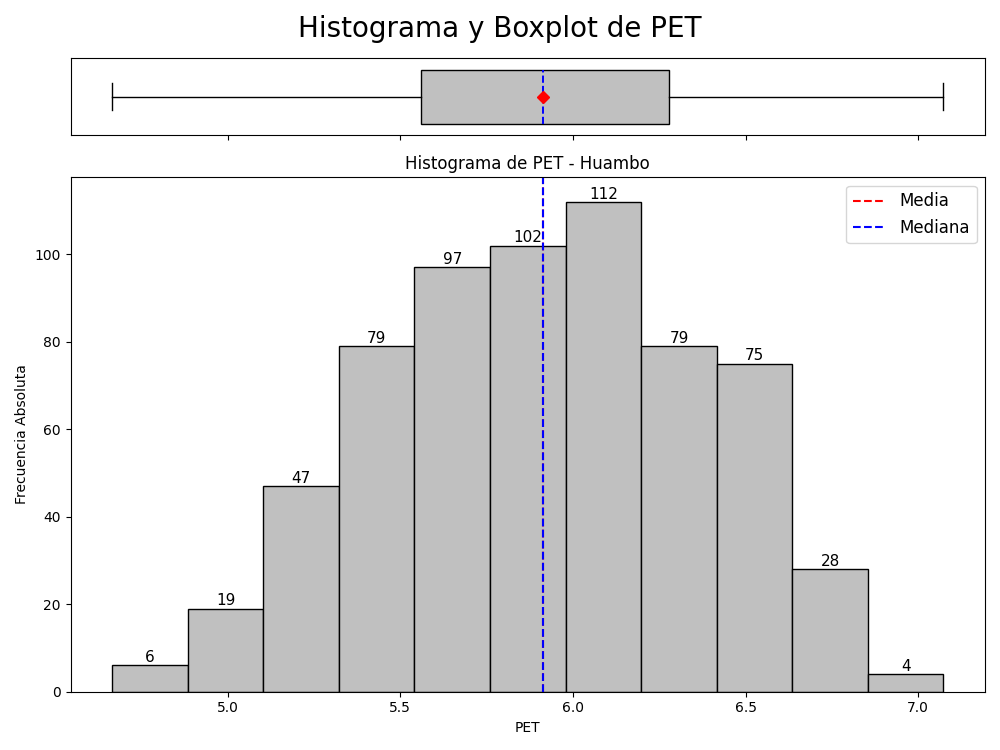 Histograma y Boxplot de PET
Histograma de PET - Huambo
Media
Mediana
112
102
97
79
79
75
47
28
19
6
4
100
80
60
40
20
0
Frecuencia Absoluta
5.0 5.5 6.0 6.5 7.0
PET